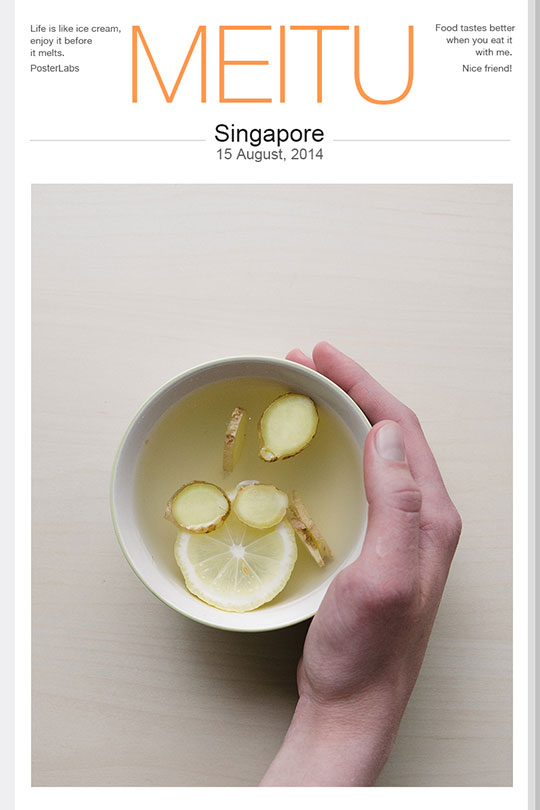 Life is like ice cream,
enjoy it before
it melts.
PosterLabs
MEITU
Food tastes better
when you eat it
with me.
Nice friend!
Singapore
15 August, 2014